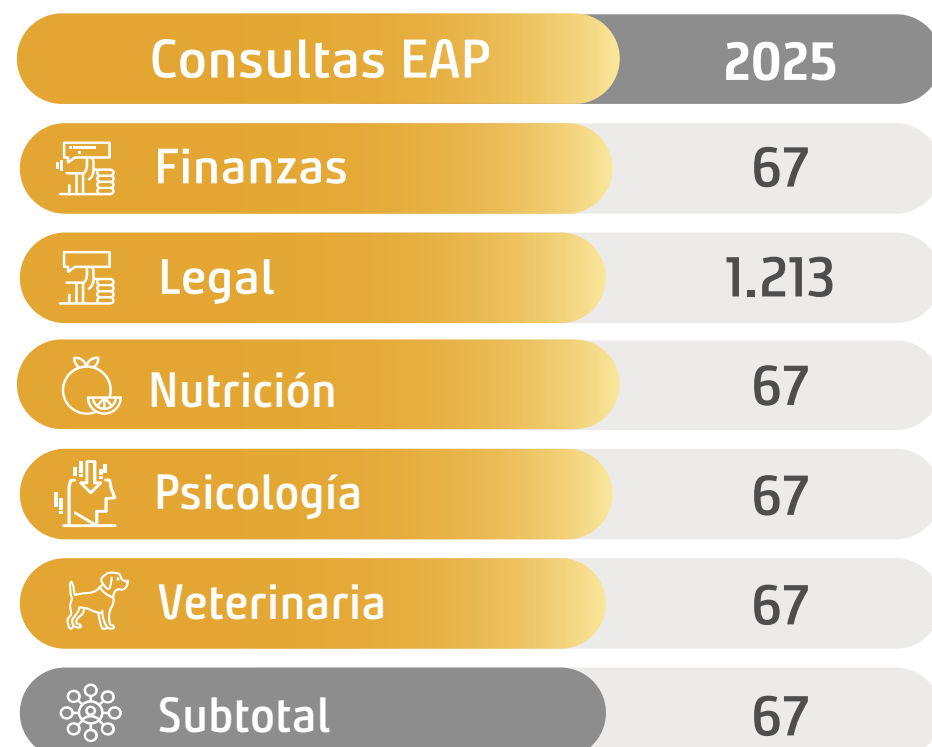 Consultas EAP 2025
Finanzas 67
Legal 1.213
Nutrición 67
Psicología 67
Veterinaria 67
Subtotal 67